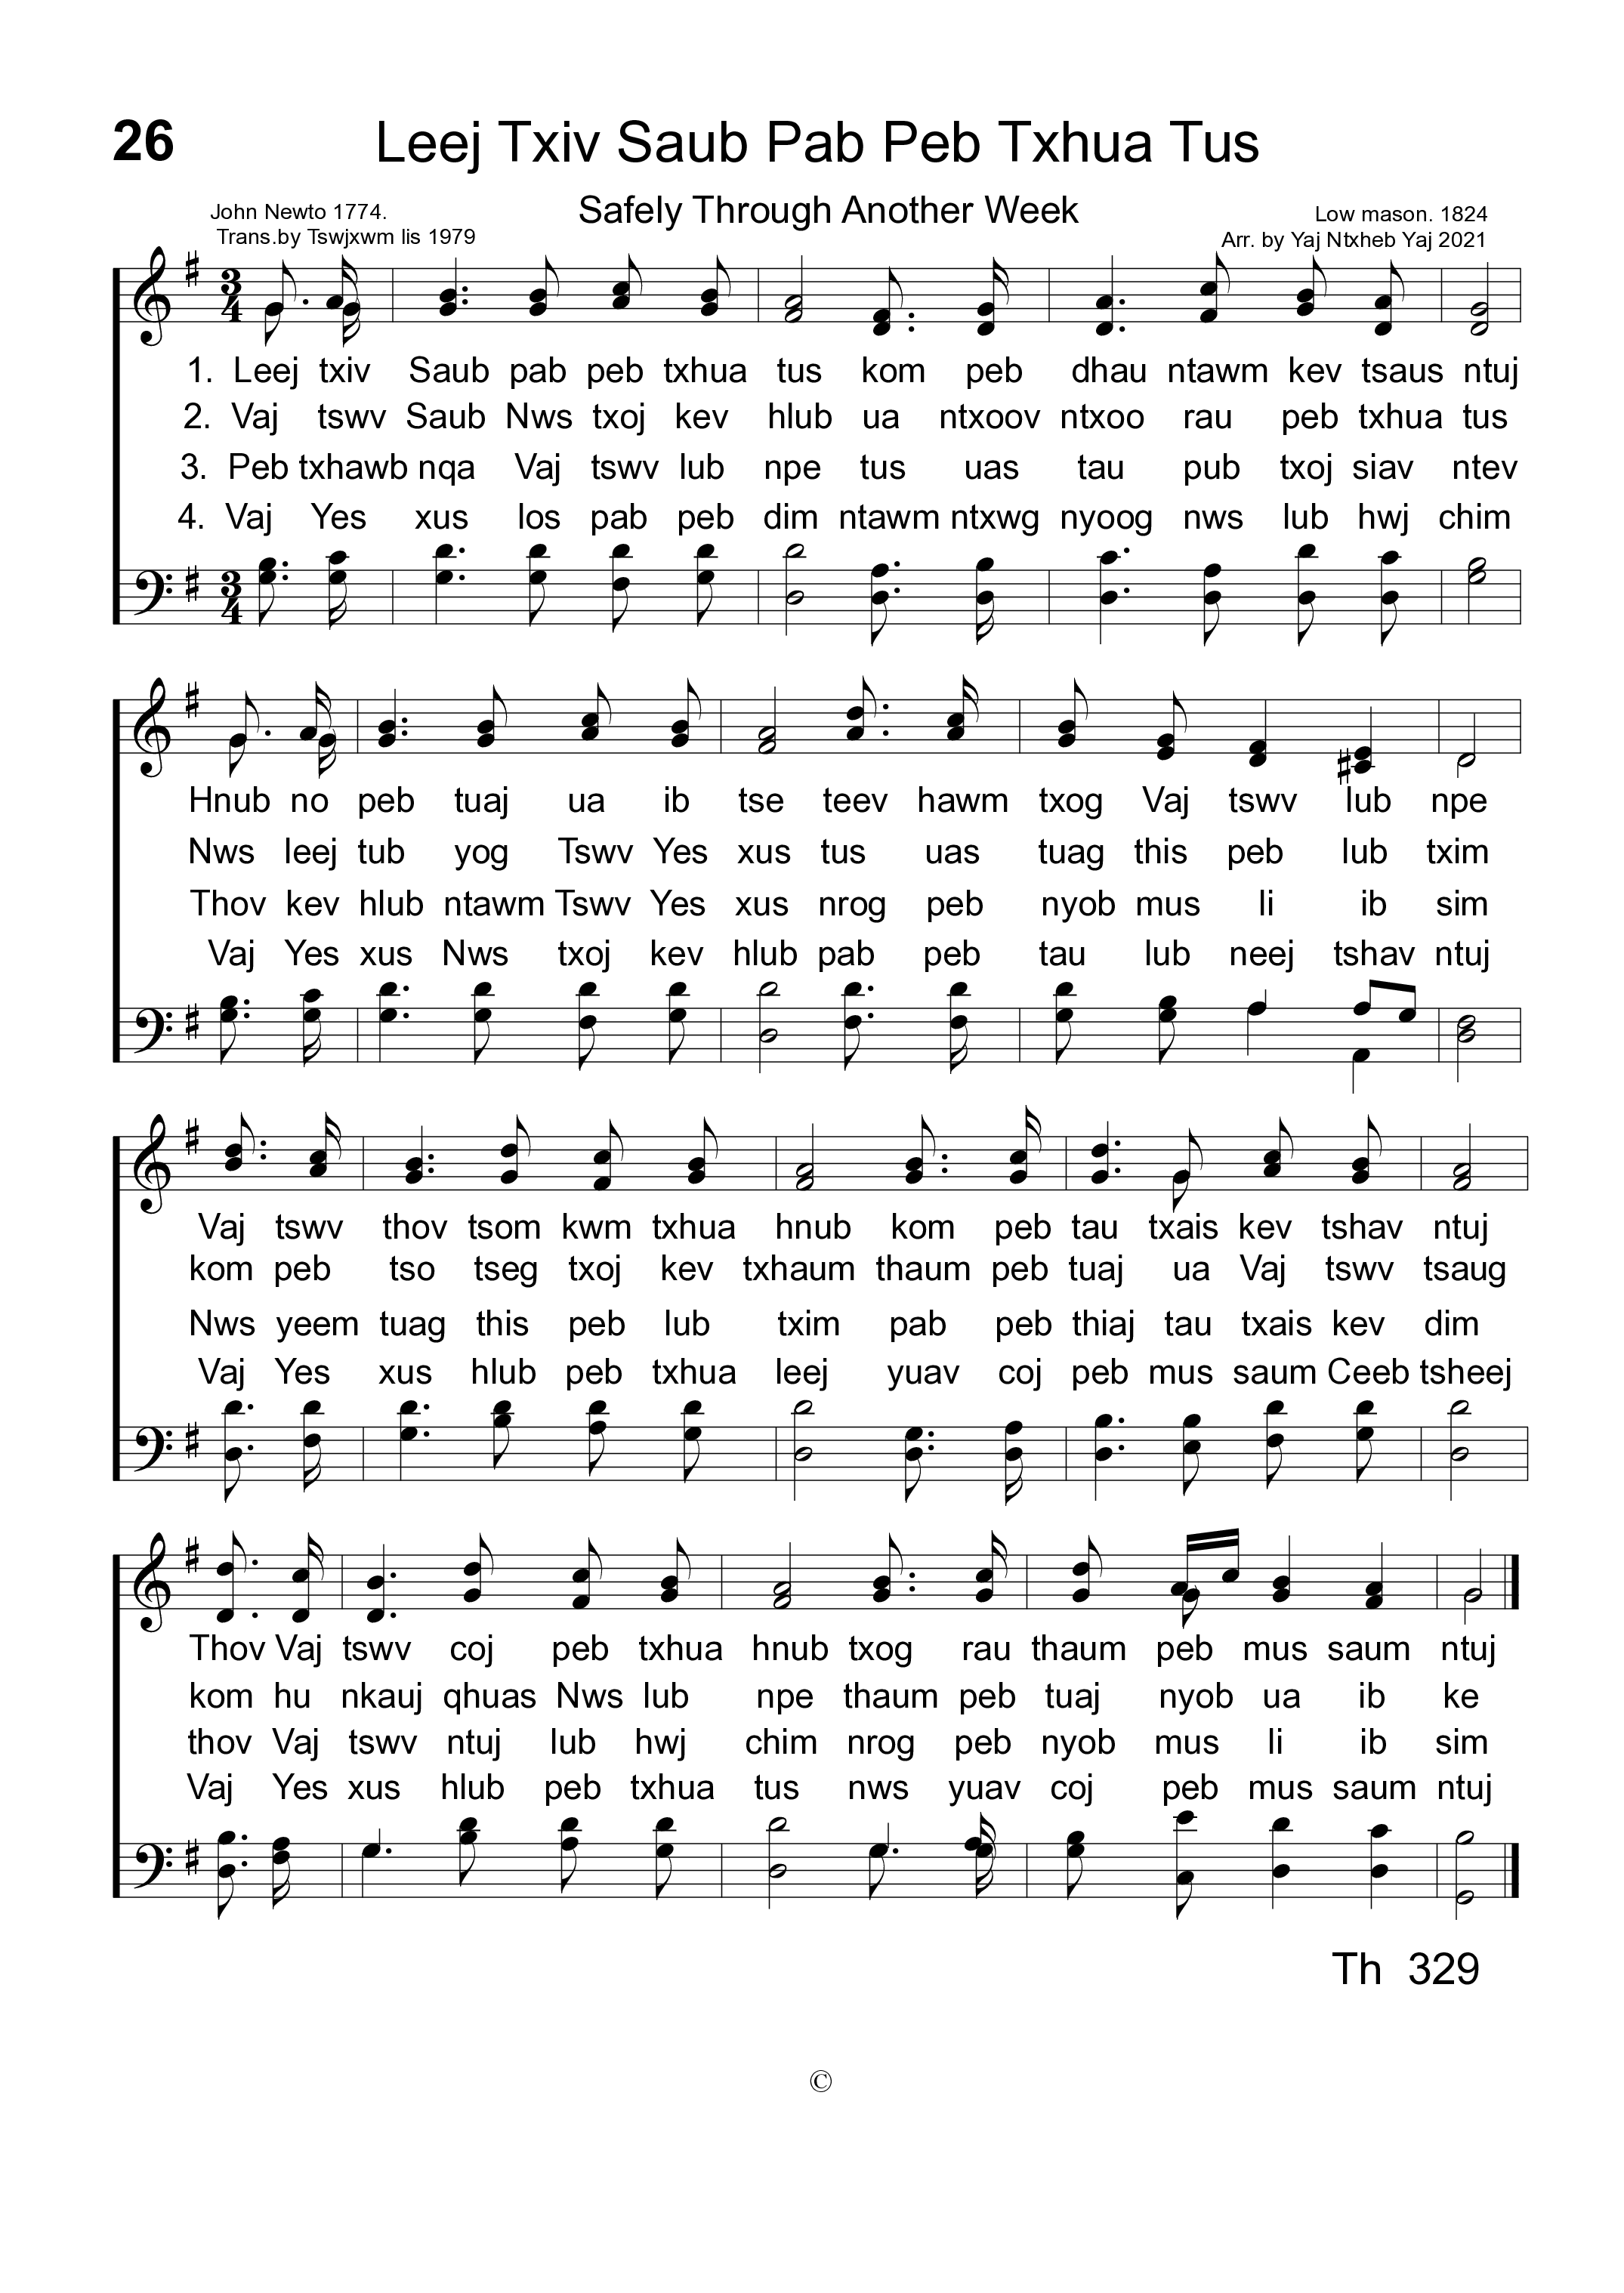 26 Leej Txiv Saub Pab Peb Txhua Tus
Safely Through Another Week
John Newto 1774.
Trans.by Tswjxwm lis 1979
Low mason. 1824
Arr. by Yaj Ntxheb Yaj 2021
1. Leej txiv Saub pab peb txhua tus kom peb dhau ntawm kev tsaus ntuj
2. Vaj tswv Saub Nws txoj kev hlub ua ntxoov ntxoo rau peb txhua tus
3. Peb txhawb nqa Vaj tswv lub npe tus uas tau pub txoj siav ntev
4. Vaj Yes xus los pab peb dim ntawm ntxwg nyoog nws lub hwj chim
Hnub no peb tuaj ua ib tse teev hawm txog Vaj tswv lub npe
Nws leej tub yog Tswv Yes xus tus uas tuag this peb lub txim
Thov kev hlub ntawm Tswv Yes xus nrog peb nyob mus li ib sim
Vaj Yes xus Nws txoj kev hlub pab peb tau lub neej tshav ntuj
Vaj tswv thov tsom kwm txhua hnub kom peb tau txais kev tshav ntuj
kom peb tso tseg txoj kev txhaum thaum peb tuaj ua Vaj tswv tsaug
Nws yeem tuag this peb lub txim pab peb thiaj tau txais kev dim
Vaj Yes xus hlub peb txhua leej yuav coj peb mus saum Ceeb tsheej
Thov Vaj tswv coj peb txhua hnub txog rau thaum peb mus saum ntuj
kom hu nkauj qhuas Nws lub npe thaum peb tuaj nyob ua ib ke
thov Vaj tswv ntuj lub hwj chim nrog peb nyob mus li ib sim
Vaj Yes xus hlub peb txhua tus nws yuav coj peb mus saum ntuj
Th 329
©